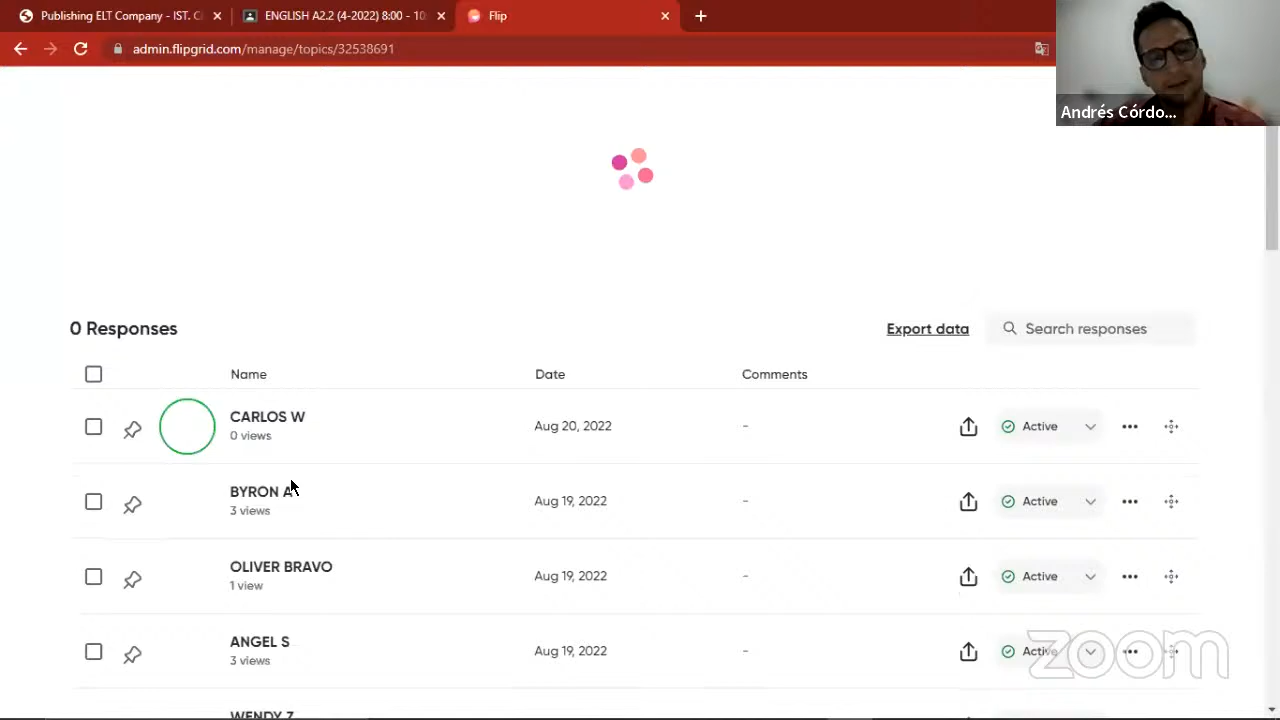 Publishing ELT Company - IST. C
ENGLISH A2.2 (4-2022) 8:00 - 10:
Flip
admin.flipgrid.com/manage/topics/32538691
Andrés Córdo...
0 Responses
Export data
Search responses
Name
Date
Comments
CARLOS W
0 views
Aug 20, 2022
-
Active
BYRON A
3 views
Aug 19, 2022
-
Active
OLIVER BRAVO
1 view
Aug 19, 2022
-
Active
ANGEL S
3 views
Aug 19, 2022
-
Active
zoom
WENDY Z